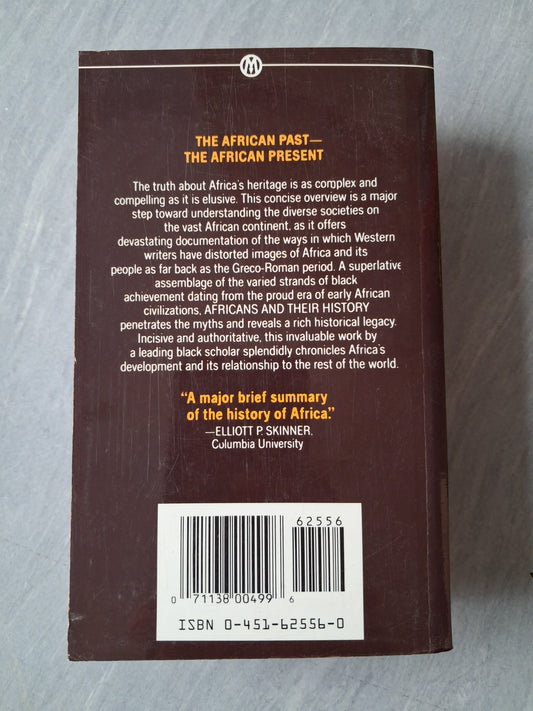 M
THE AFRICAN PAST—
THE AFRICAN PRESENT
The truth about Africa's heritage is as complex and
compelling as it is elusive. This concise overview is a major
step toward understanding the diverse societies on
the vast African continent, as it offers
devastating documentation of the ways in which Western
writers have distorted images of Africa and its
people as far back as the Greco-Roman period. A superlative
assemblage of the varied strands of black
achievement dating from the proud era of early African
civilizations, AFRICANS AND THEIR HISTORY
penetrates the myths and reveals a rich historical legacy.
Incisive and authoritative, this invaluable work by
a leading black scholar splendidly chronicles Africa's
development and its relationship to the rest of the world.
"A major brief summary
of the history of Africa."
—ELLIOTT P. SKINNER,
Columbia University
62556
0 71138 00499 6
ISBN 0-451-62556-0